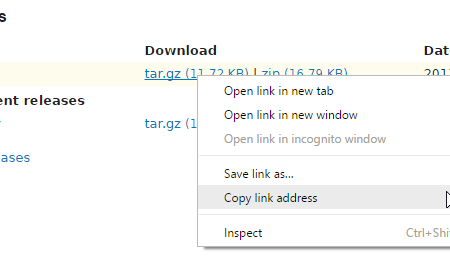 s
Download Dat
tar.gz (11.72 KB) | zip (16.79 KB) 201
Open link in new tab
ent releases
Open link in new window
tar.gz (1
Open link in incognito window
ases
Save link as...
Copy link address
Inspect Ctrl+Shi